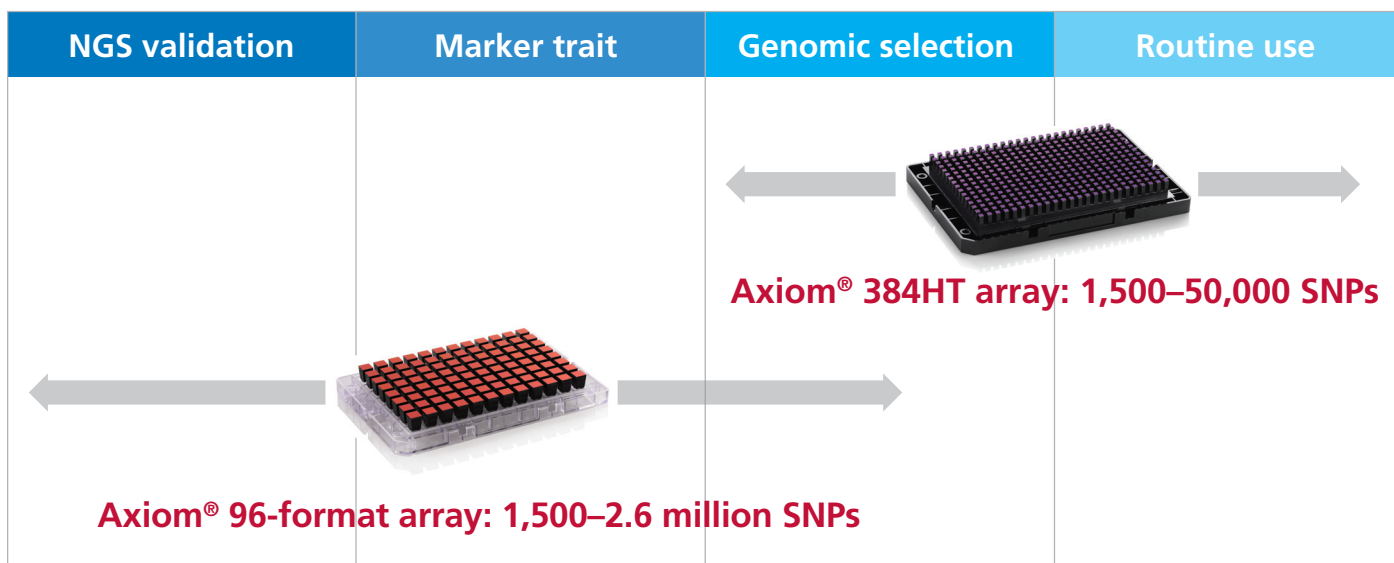 NGS validation
Marker trait
Genomic selection
Routine use
Axiom® 384HT array: 1,500–50,000 SNPs
Axiom® 96-format array: 1,500–2.6 million SNPs